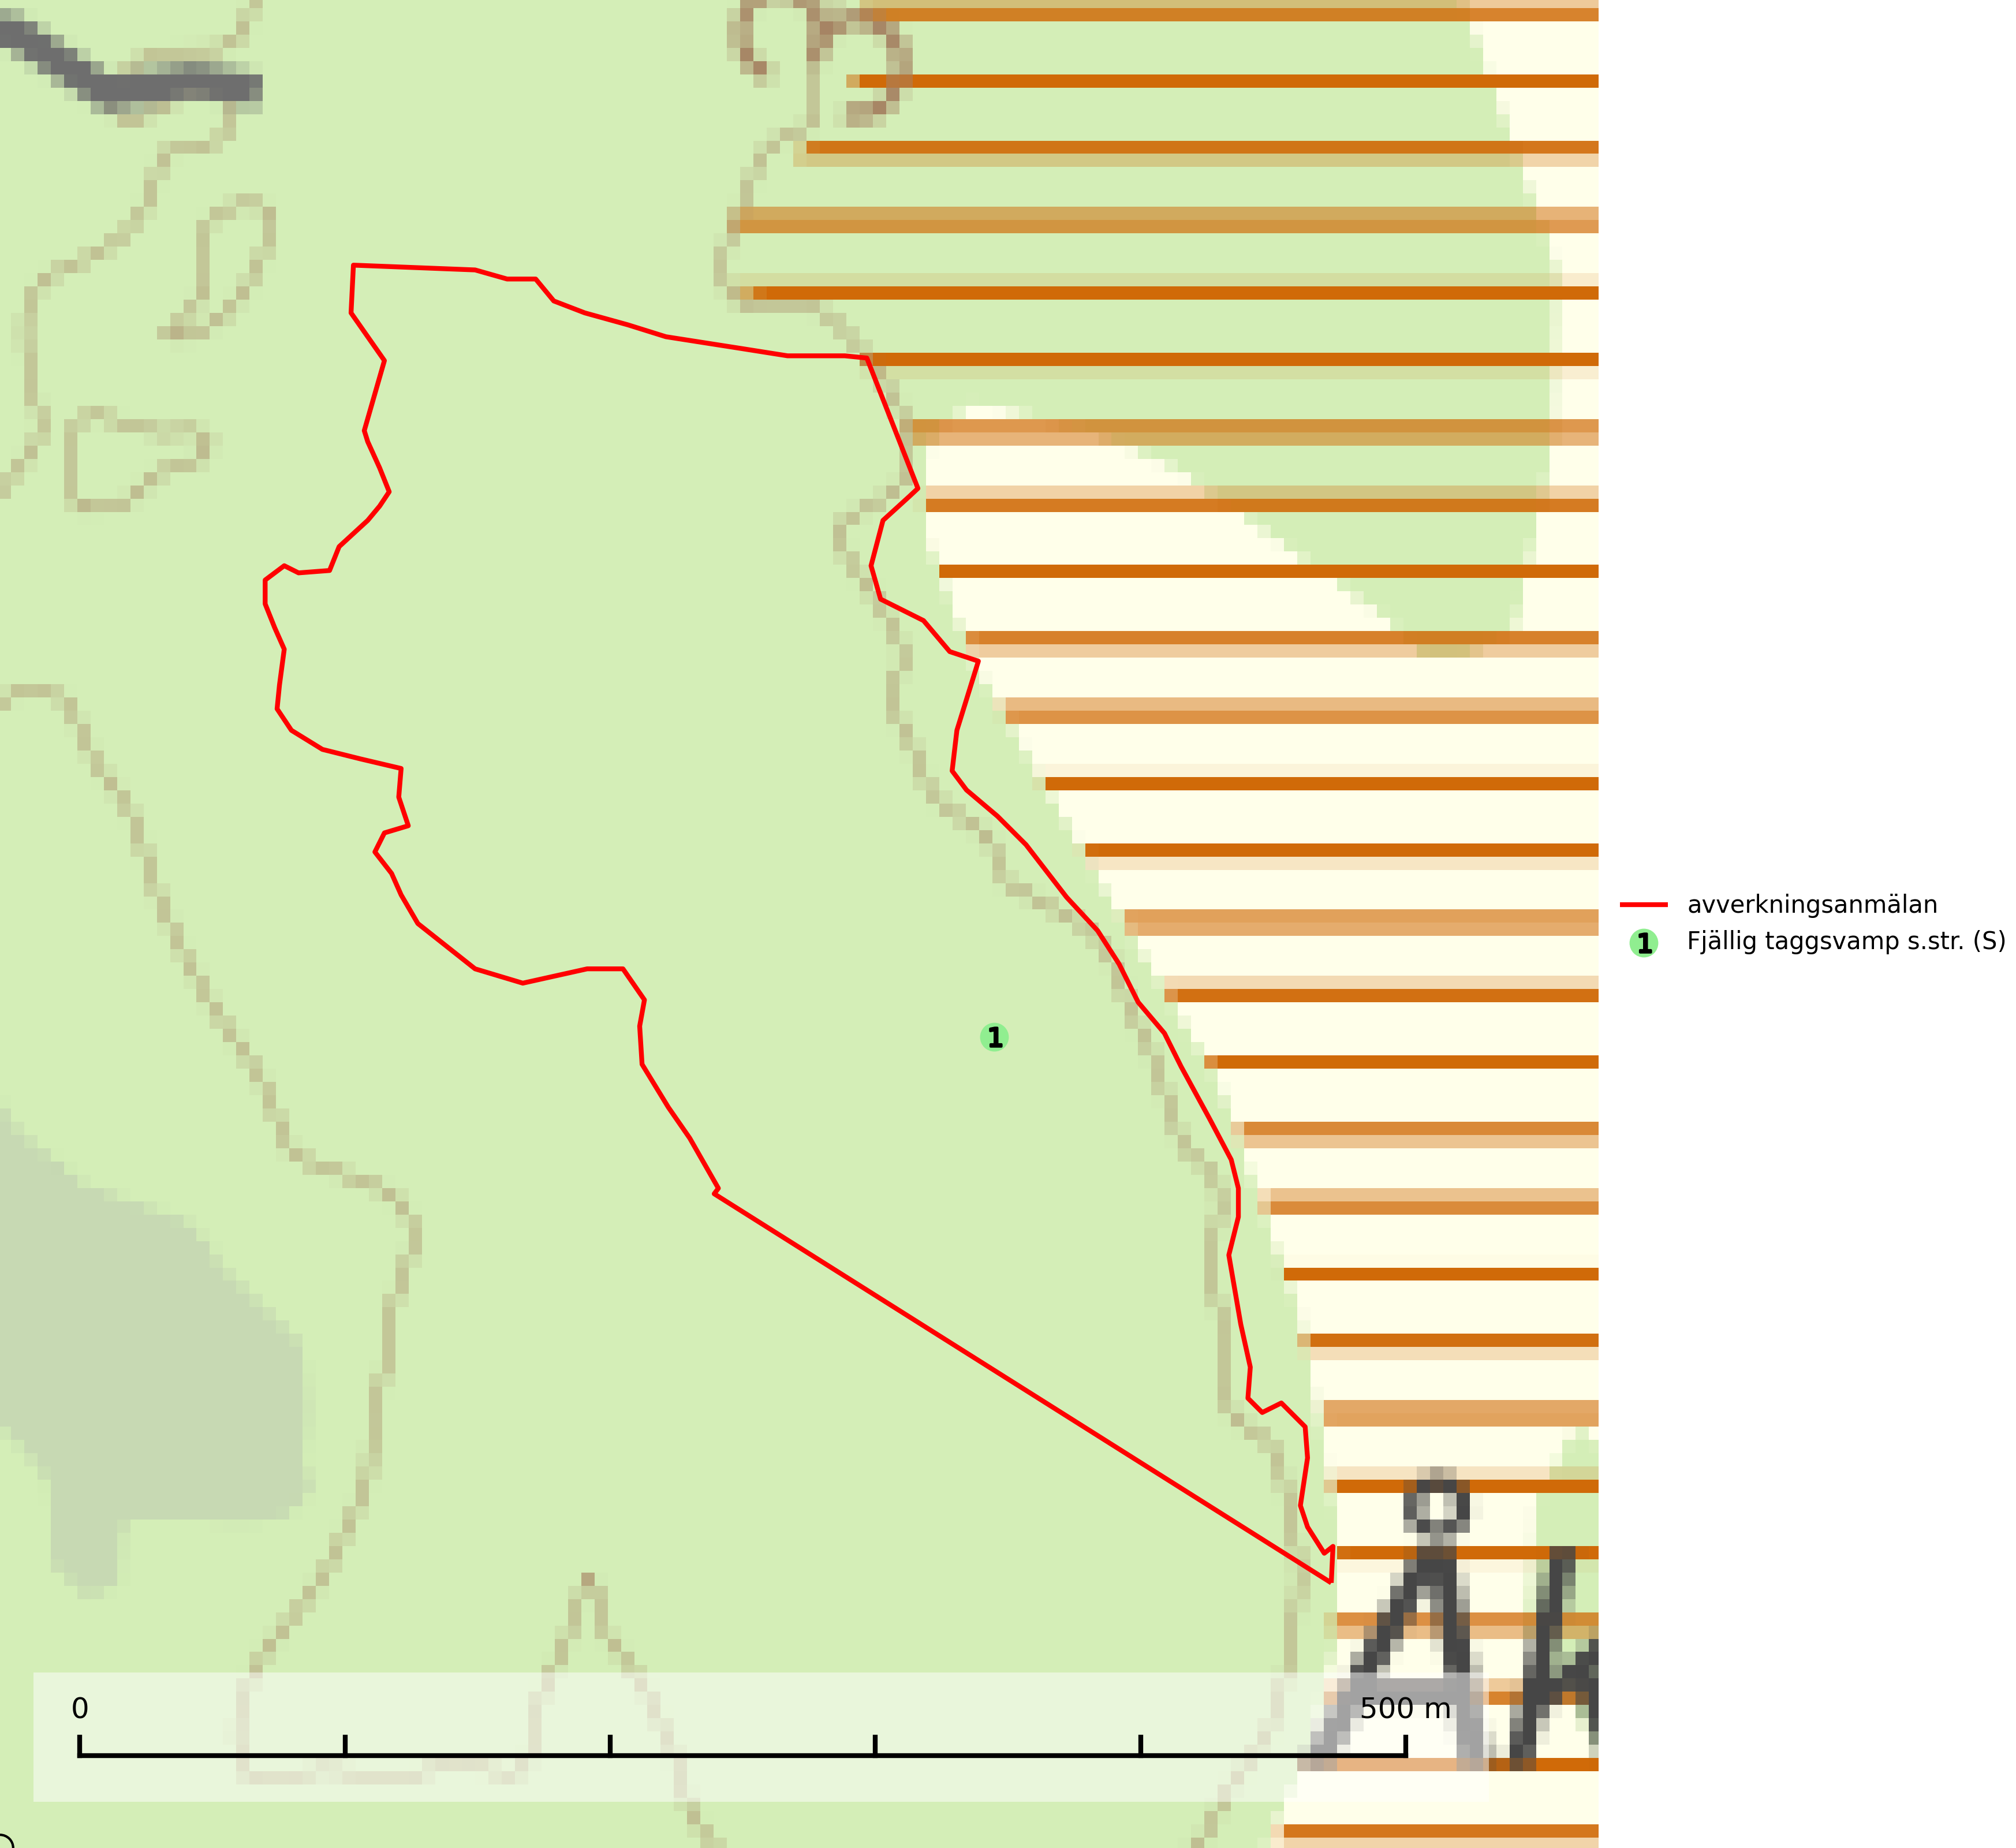 avverkningsanmälan
1 Fjällig taggsvamp s.str. (S)
1
0 500 m